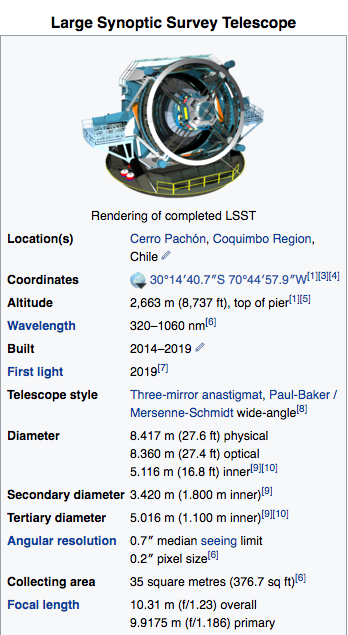 Large Synoptic Survey Telescope
Rendering of completed LSST
Location(s) Cerro Pachón, Coquimbo Region,
Chile
Coordinates 30°14′40.7″S 70°44′57.9″W[1][3][4]
Altitude 2,663 m (8,737 ft), top of pier[1][5]
Wavelength 320–1060 nm[6]
Built 2014–2019
First light 2019[7]
Telescope style Three-mirror anastigmat, Paul-Baker /
Mersenne-Schmidt wide-angle[8]
Diameter 8.417 m (27.6 ft) physical
8.360 m (27.4 ft) optical
5.116 m (16.8 ft) inner[9][10]
Secondary diameter 3.420 m (1.800 m inner)[9]
Tertiary diameter 5.016 m (1.100 m inner)[9][10]
Angular resolution 0.7″ median seeing limit
0.2″ pixel size[6]
Collecting area 35 square metres (376.7 sq ft)[6]
Focal length 10.31 m (f/1.23) overall
9.9175 m (f/1.186) primary